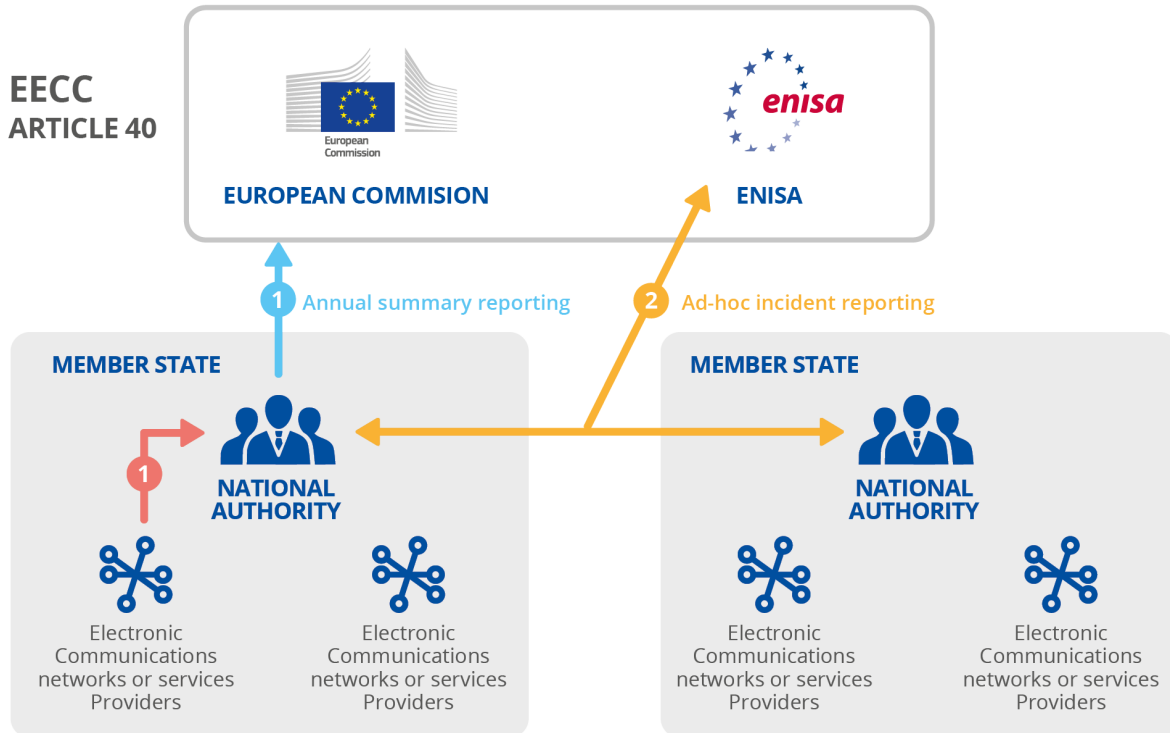 EECC
ARTICLE 40
European
Commission
enisa
EUROPEAN COMMISION
ENISA
1
Annual summary reporting
2
Ad-hoc incident reporting
MEMBER STATE
MEMBER STATE
1
NATIONAL
AUTHORITY
NATIONAL
AUTHORITY
Electronic
Communications
networks or services
Providers
Electronic
Communications
networks or services
Providers
Electronic
Communications
networks or services
Providers
Electronic
Communications
networks or services
Providers